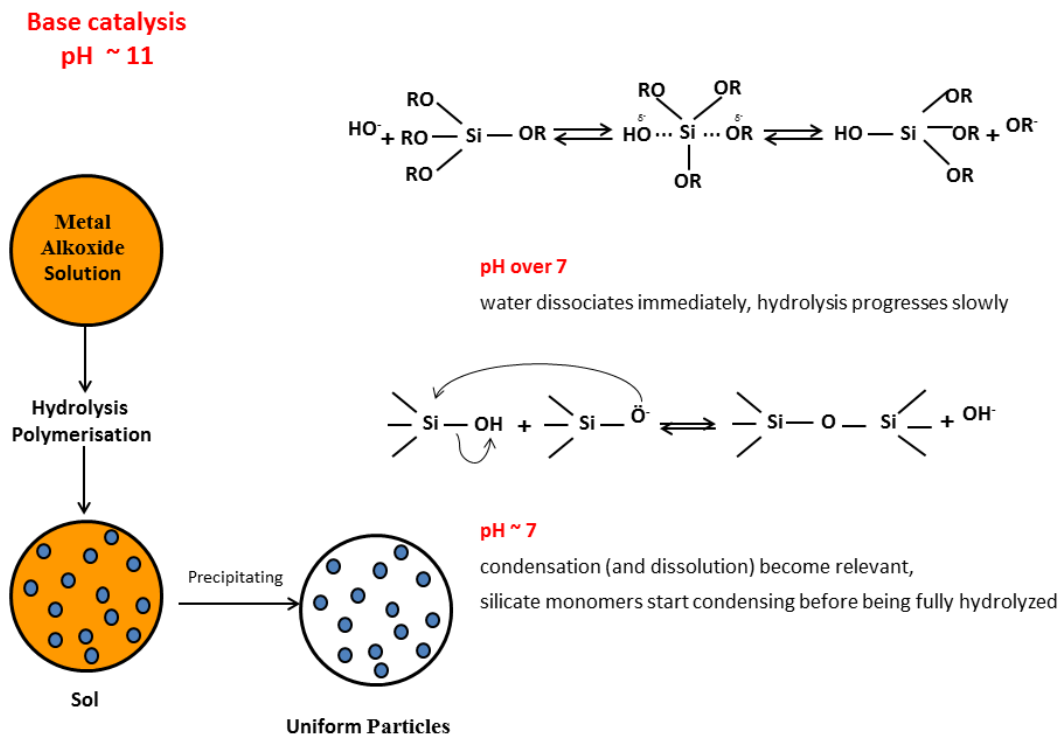 Base catalysis
pH ~ 11
HO⁻ + RO RO RO Si OR ⇌ RO OR δ⁻ HO ··· Si ··· OR δ⁻ OR ⇌ HO Si OR OR OR + OR⁻
Metal
Alkoxide
Solution
pH over 7
water dissociates immediately, hydrolysis progresses slowly
Hydrolysis
Polymerisation
Si OH + Si Ö⁻ ⇌ Si O Si + OH⁻
pH ~ 7
condensation (and dissolution) become relevant,
silicate monomers start condensing before being fully hydrolyzed
Precipitating
Sol
Uniform Particles